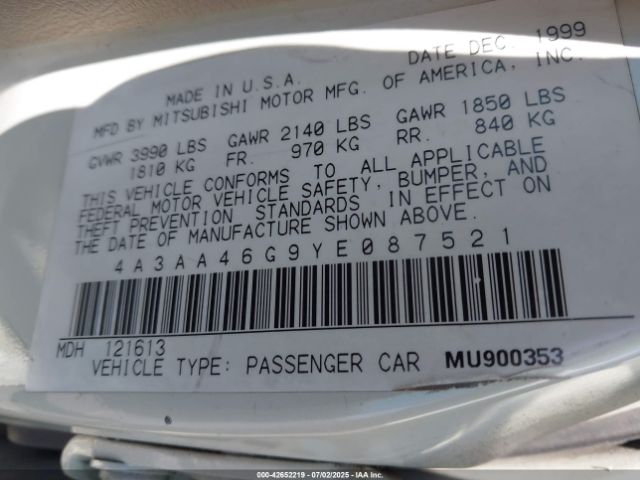 MADE IN U.S.A. DATE DEC. 1999
MFD BY MITSUBISHI MOTOR MFG. OF AMERICA, INC.
GVWR 3990 LBS GAWR 2140 LBS GAWR 1850 LBS
1810 KG FR. 970 KG RR. 840 KG
THIS VEHICLE CONFORMS TO ALL APPLICABLE
FEDERAL MOTOR VEHICLE SAFETY, BUMPER, AND
THEFT PREVENTION STANDARDS IN EFFECT ON
THE DATE OF MANUFACTURE SHOWN ABOVE.
4A3AA46G9YE087521
MDH 121613
VEHICLE TYPE: PASSENGER CAR MU900353
000-42652219 - 07/02/2025 - IAA Inc.